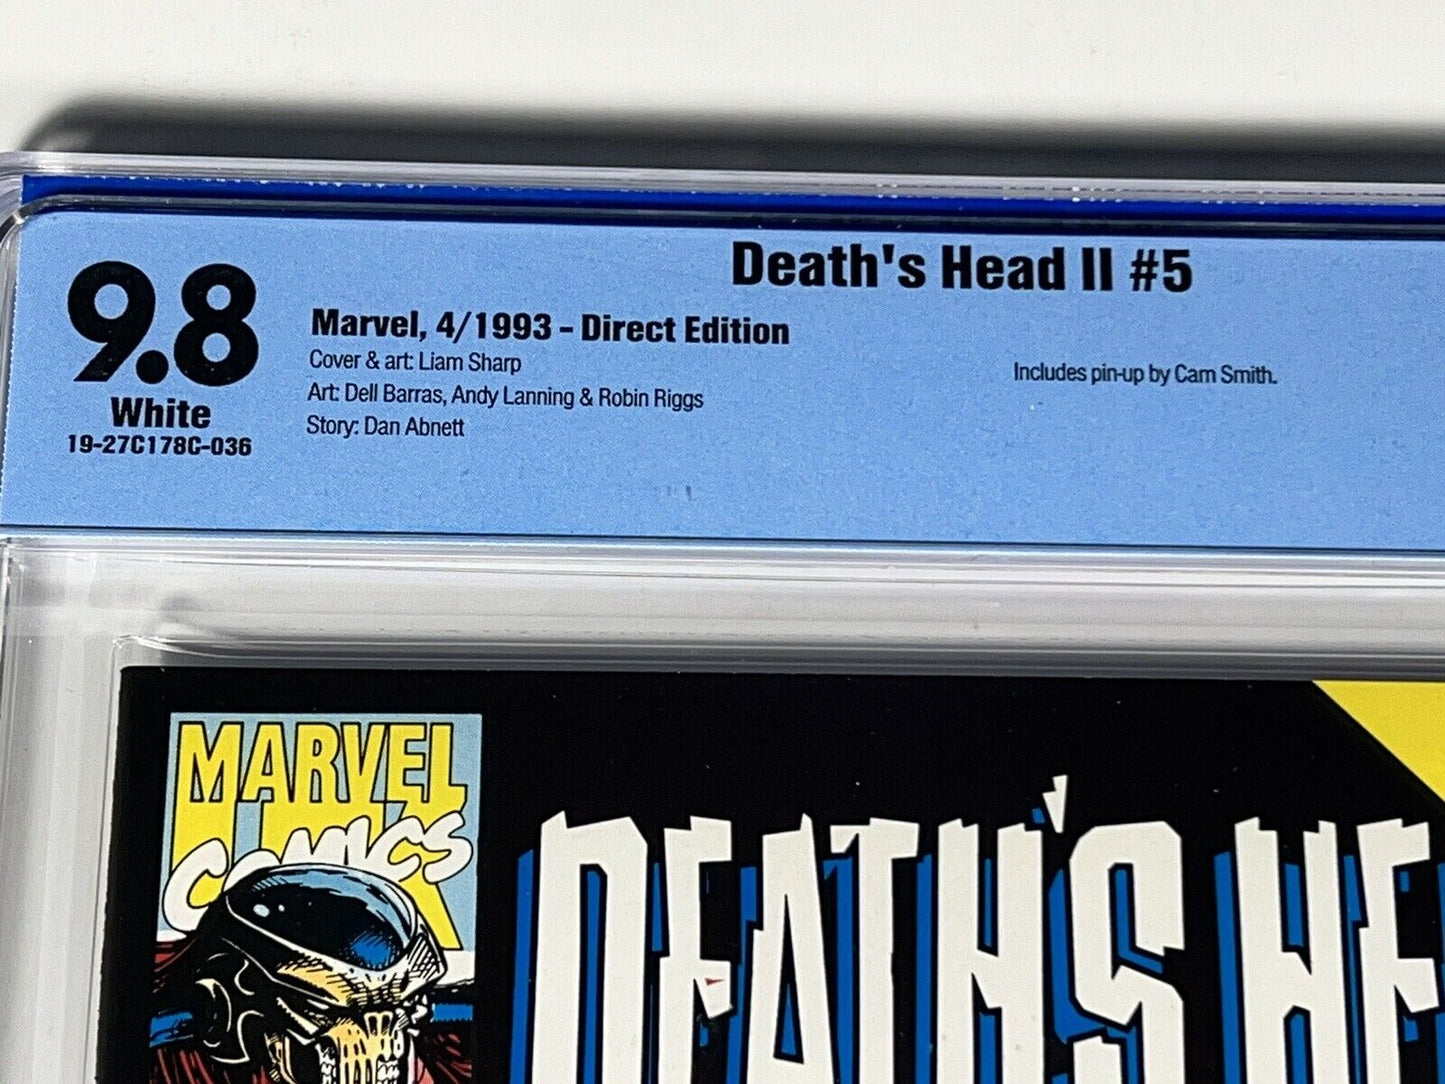 Death's Head II #5
9.8
White
19-27C178C-036
Marvel, 4/1993 - Direct Edition
Cover & art: Liam Sharp
Art: Dell Barras, Andy Lanning & Robin Riggs
Story: Dan Abnett
Includes pin-up by Cam Smith.
MARVEL
COMICS
DEATH'S HE